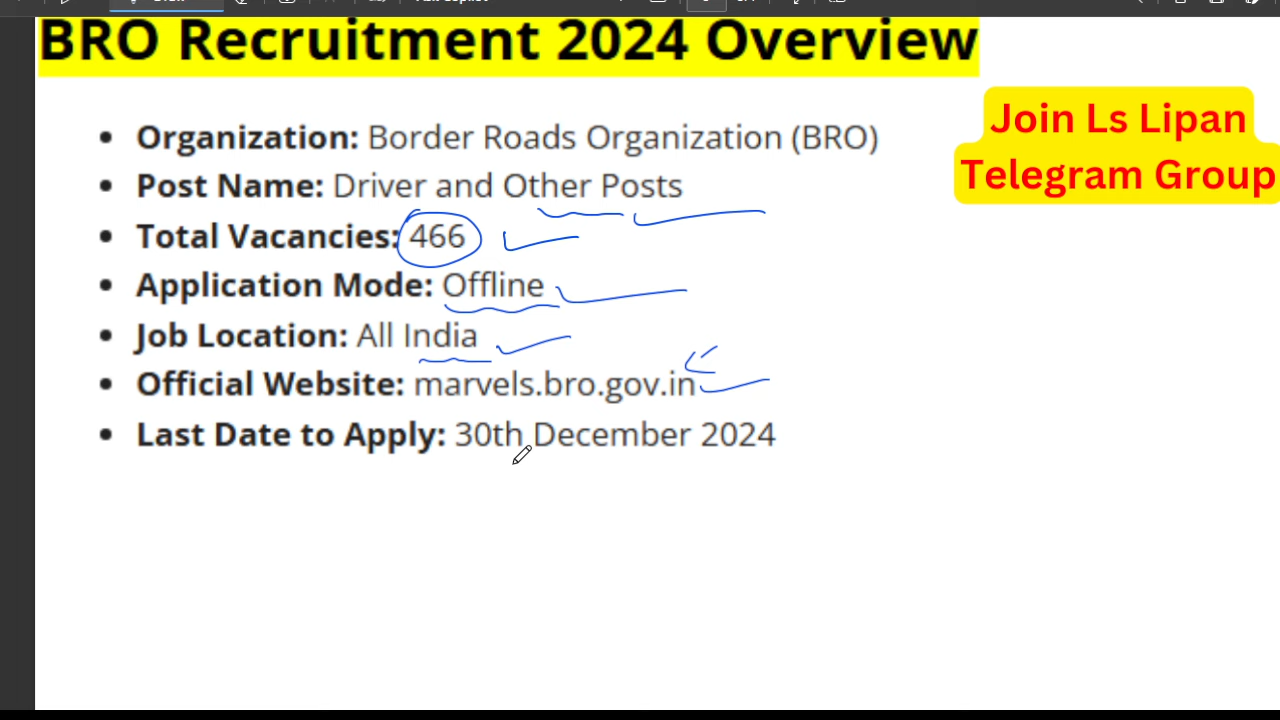 BRO Recruitment 2024 Overview
Join Ls Lipan
Telegram Group
• Organization: Border Roads Organization (BRO)
• Post Name: Driver and Other Posts
• Total Vacancies: 466
• Application Mode: Offline
• Job Location: All India
• Official Website: marvels.bro.gov.in
• Last Date to Apply: 30th December 2024